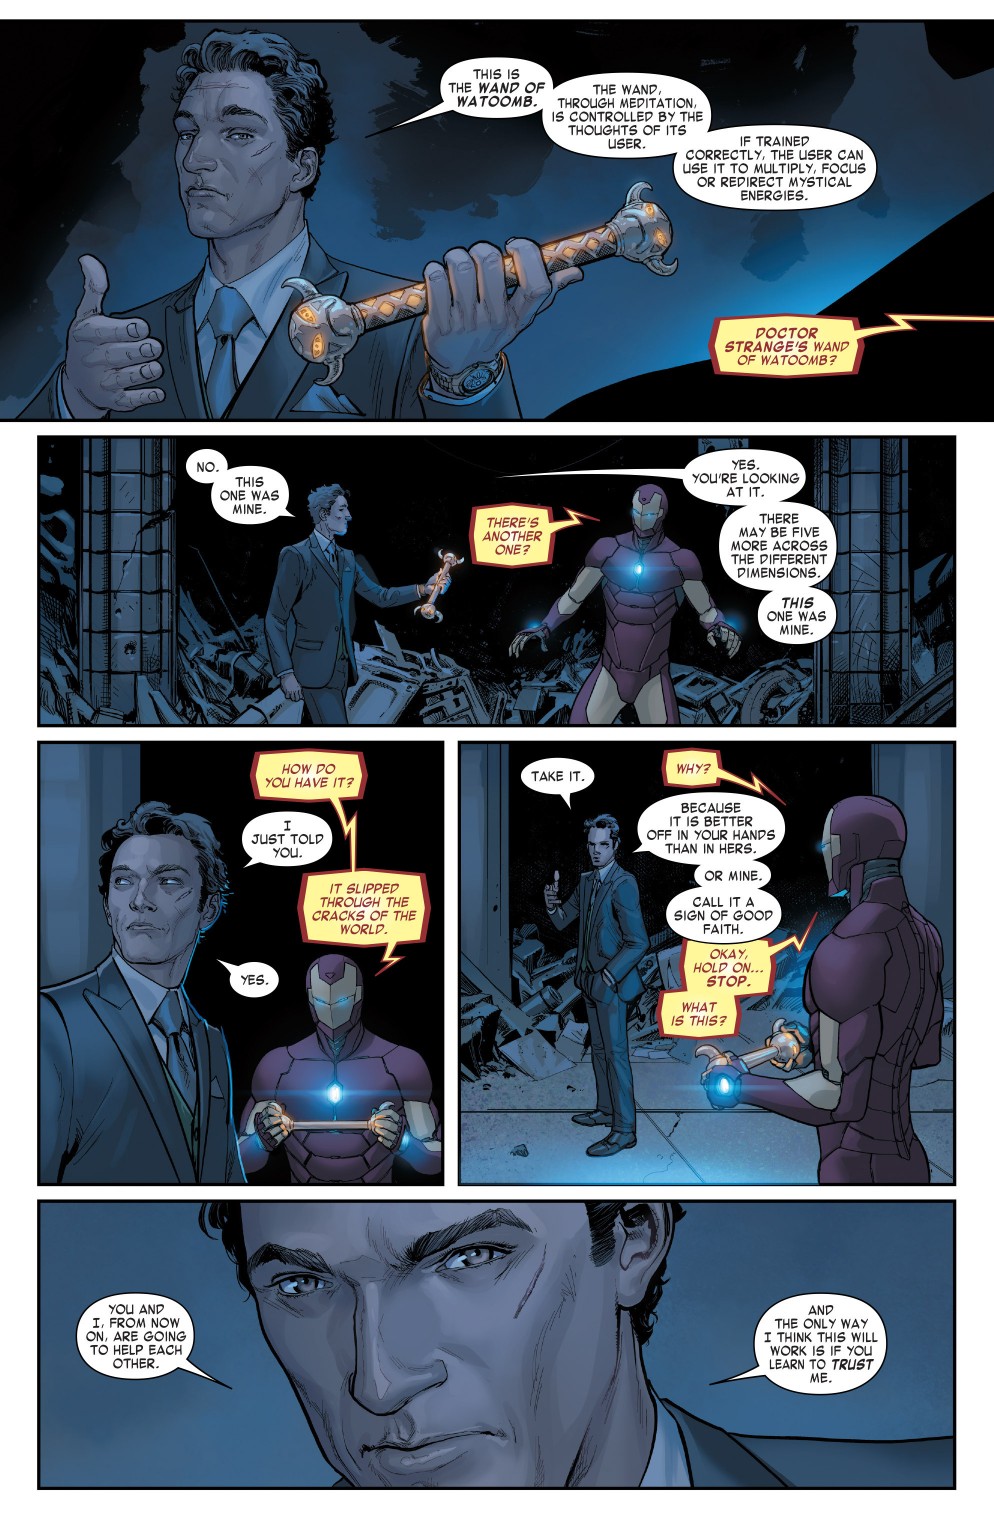 THIS IS
THE WAND OF
WATOOMB.
THE WAND,
THROUGH MEDITATION,
IS CONTROLLED BY THE
THOUGHTS OF ITS
USER.
IF TRAINED
CORRECTLY, THE USER CAN
USE IT TO MULTIPLY, FOCUS
OR REDIRECT MYSTICAL
ENERGIES.
DOCTOR
STRANGE'S WAND
OF WATOOMB?
NO.
THIS
ONE WAS
MINE.
THERE'S
ANOTHER
ONE?
YES.
YOU'RE LOOKING
AT IT.
THERE
MAY BE FIVE
MORE ACROSS
THE DIFFERENT
DIMENSIONS.
THIS
ONE WAS
MINE.
HOW DO
YOU HAVE IT?
I
JUST TOLD
YOU.
IT SLIPPED
THROUGH THE
CRACKS OF THE
WORLD.
YES.
TAKE IT.
WHY?
BECAUSE
IT IS BETTER
OFF IN YOUR HANDS
THAN IN HERS.
OR MINE.
CALL IT A
SIGN OF GOOD
FAITH.
OKAY,
HOLD ON...
STOP.
WHAT
IS THIS?
YOU AND
I, FROM NOW
ON, ARE GOING
TO HELP EACH
OTHER.
AND
THE ONLY WAY
I THINK THIS WILL
WORK IS IF YOU
LEARN TO TRUST
ME.